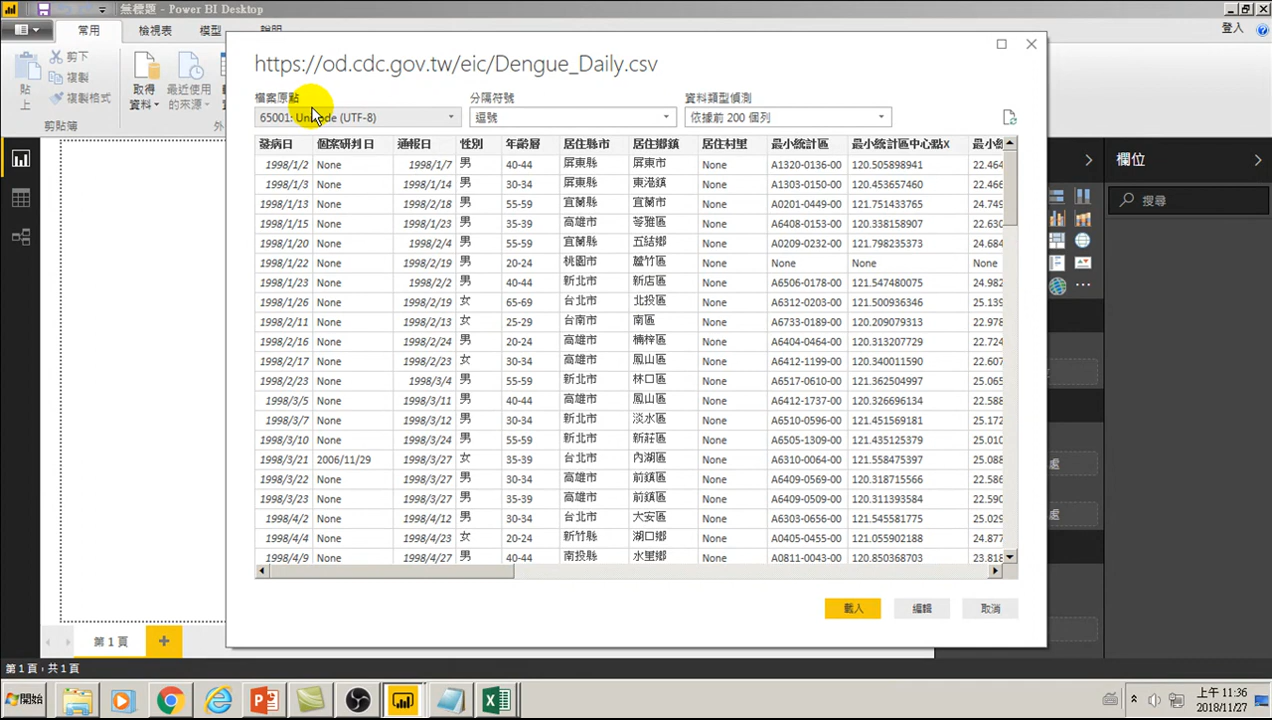 無標題 - Power BI Desktop
常用 檢視表 模型 說明 登入
貼上 剪下 複製 複製格式 剪貼簿
取得資料 最近使用的來源
https://od.cdc.gov.tw/eic/Dengue_Daily.csv
檔案原點 分隔符號 資料類型偵測
65001: Unicode (UTF-8) 逗號 依據前 200 個列
發病日 個案研判日 通報日 性別 年齡層 居住縣市 居住鄉鎮 居住村里 最小統計區 最小統計區中心點X
1998/1/2 None 1998/1/7 男 40-44 屏東縣 屏東市 None A1320-0136-00 120.505898941 22.464
1998/1/3 None 1998/1/14 男 30-34 屏東縣 東港鎮 None A1303-0150-00 120.453657460 22.466
1998/1/13 None 1998/2/18 男 55-59 宜蘭縣 宜蘭市 None A0201-0449-00 121.751433765 24.749
1998/1/15 None 1998/1/23 男 35-39 高雄市 苓雅區 None A6408-0153-00 120.338158907 22.630
1998/1/20 None 1998/2/4 男 55-59 宜蘭縣 五結鄉 None A0209-0232-00 121.798235373 24.684
1998/1/22 None 1998/2/19 男 20-24 桃園市 蘆竹區 None None None None
1998/1/23 None 1998/2/2 男 40-44 新北市 新店區 None A6506-0178-00 121.547480075 24.982
1998/1/26 None 1998/2/19 女 65-69 台北市 北投區 None A6312-0203-00 121.500936346 25.139
1998/2/11 None 1998/2/13 女 25-29 台南市 南區 None A6733-0189-00 120.209079313 22.978
1998/2/16 None 1998/2/24 男 20-24 高雄市 楠梓區 None A6404-0464-00 120.313207729 22.724
1998/2/17 None 1998/2/23 女 30-34 高雄市 鳳山區 None A6412-1199-00 120.340011590 22.607
1998/2/23 None 1998/3/4 男 55-59 新北市 林口區 None A6517-0610-00 121.362504997 25.065
1998/3/5 None 1998/3/11 男 40-44 高雄市 鳳山區 None A6412-1737-00 120.326696134 22.588
1998/3/7 None 1998/3/12 男 30-34 新北市 淡水區 None A6510-0596-00 121.451569181 25.172
1998/3/10 None 1998/3/24 男 55-59 新北市 新莊區 None A6505-1309-00 121.435125379 25.010
1998/3/21 2006/11/29 1998/3/27 女 35-39 台北市 內湖區 None A6310-0064-00 121.558475397 25.088
1998/3/22 None 1998/3/27 男 30-34 高雄市 前鎮區 None A6409-0569-00 120.318715566 22.586
1998/3/23 None 1998/3/27 男 35-39 高雄市 前鎮區 None A6409-0509-00 120.311393584 22.590
1998/4/2 None 1998/4/12 男 30-34 台北市 大安區 None A6303-0656-00 121.545581775 25.029
1998/4/4 None 1998/4/23 女 20-24 新竹縣 湖口鄉 None A0405-0455-00 121.055902188 24.877
1998/4/9 None 1998/4/27 男 40-44 南投縣 水里鄉 None A0811-0043-00 120.850368703 23.818
載入 編輯 取消
欄位
搜尋
第 1 頁
第 1 頁，共 1 頁
開始
上午 11:36
2018/11/27